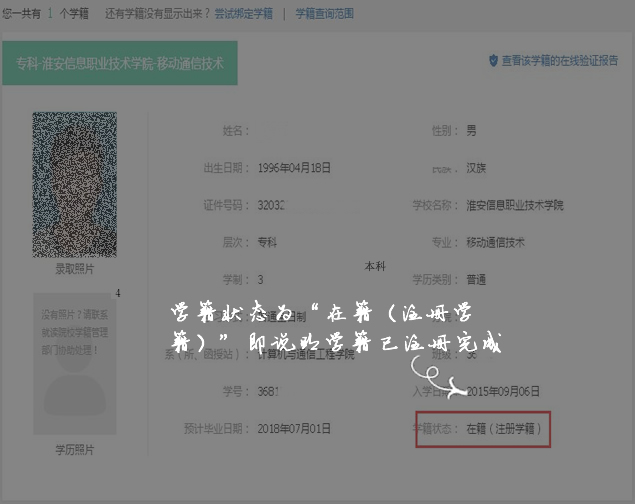 您一共有 1 个学籍 还有学籍没有显示出来？尝试绑定学籍 | 学籍查询范围
专科-淮安信息职业技术学院-移动通信技术
查看该学籍的在线验证报告
姓名：
性别：男
出生日期：1996年04月18日
汉族
证件号码：32032
学校名称：淮安信息职业技术学院
层次：专科
专业：移动通信技术
录取照片
本科
学制：3
学历类别：普通
4
没有照片？请联系
就读院校学籍管理
部门协助处理！
学籍状态为“在籍（注册学
籍）”即说明学籍已注册完成
系（所、函授站）：计算机与通信工程学院
班级：36
学号：3681
入学日期：2015年09月06日
预计毕业日期：2018年07月01日
学籍状态：在籍（注册学籍）
学历照片